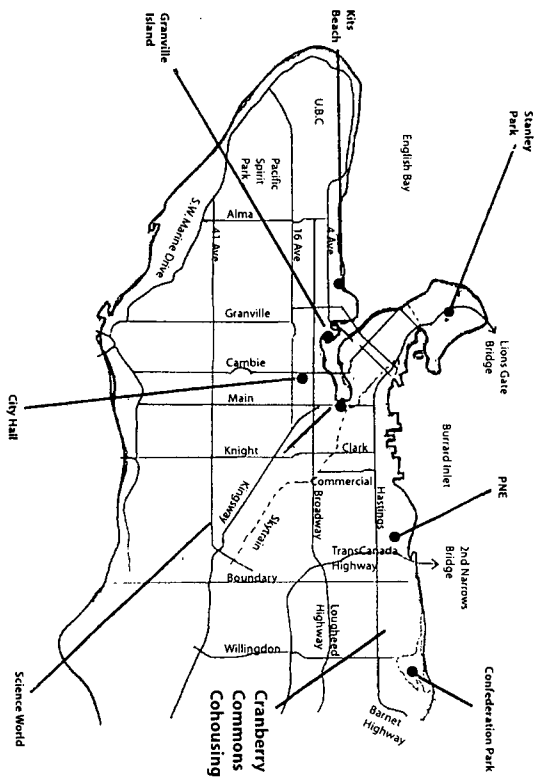 Stanley
Park
Kits
Beach
Granville
Island
English Bay
U.B.C
Pacific
Spirit
Park
S.W. Marine Drive
Alma
41 Ave
16 Ave
4 Ave
Granville
Cambie
Main
Knight
Clark
Commercial
Kingsway
Skytrain
Broadway
Hastings
TransCanada
Highway
Boundary
Lougheed
Highway
Willingdon
Barnet
Highway
Lions Gate
Bridge
Burrard Inlet
PNE
2nd Narrows
Bridge
Confederation Park
City Hall
Science World
Cranberry
Commons
Cohousing